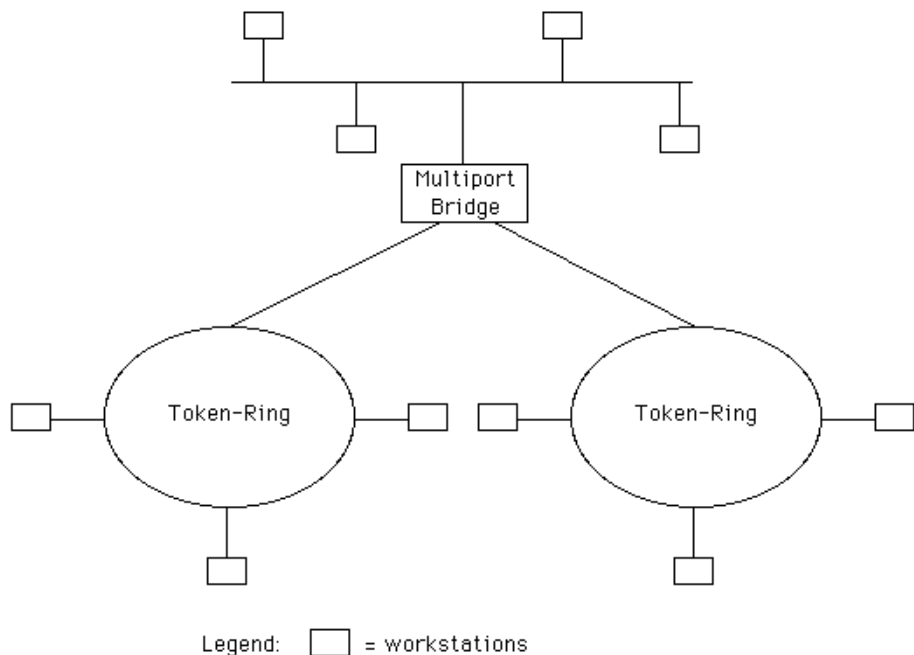 Multiport
Bridge
Token-Ring
Token-Ring
Legend: = workstations